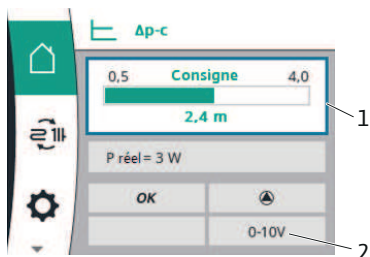 Δp-c
0,5 Consigne 4,0
2,4 m
1
P réel= 3 W
OK
0-10V
2